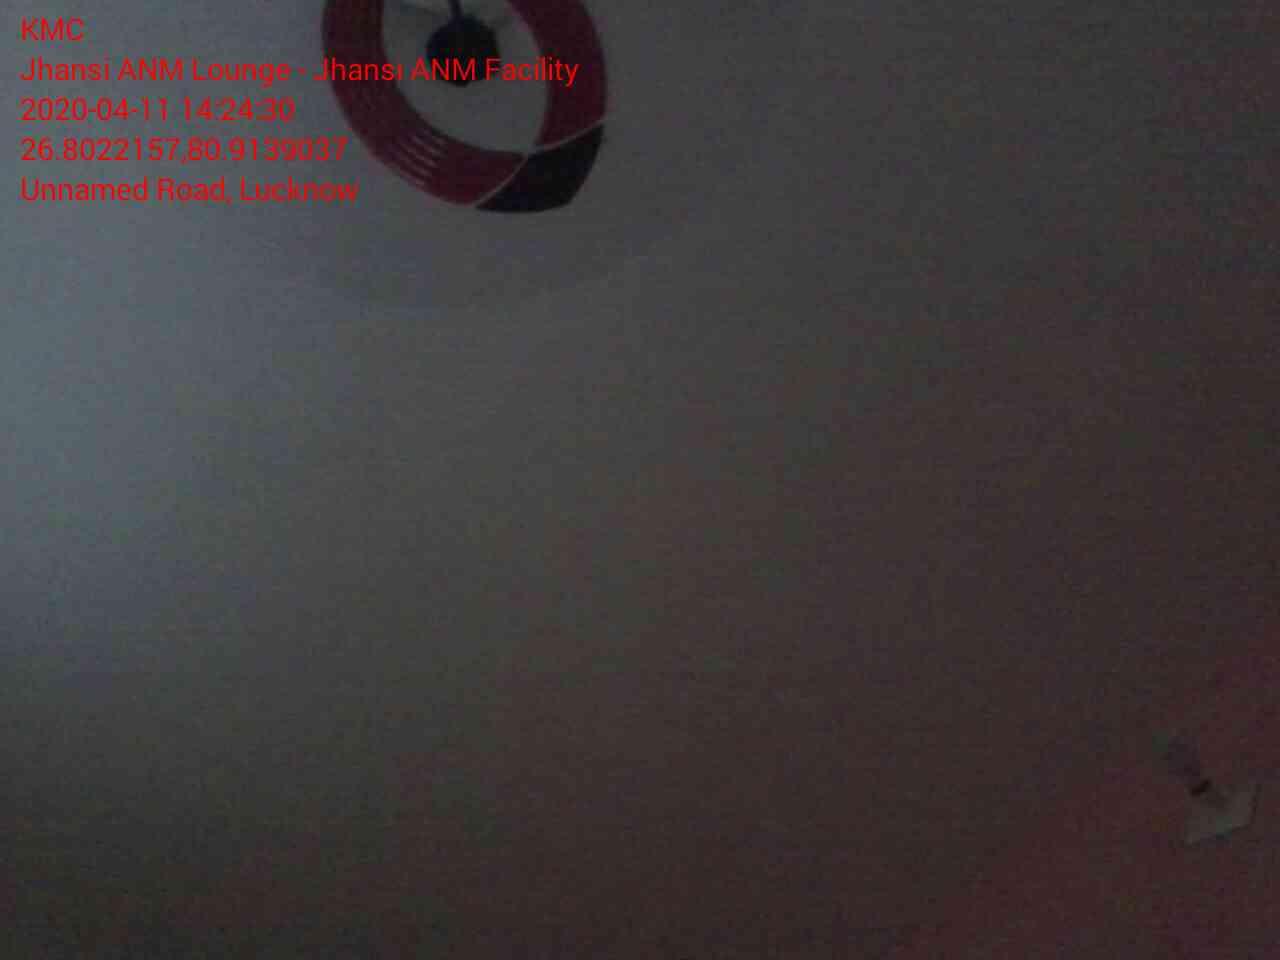 KMC
Jhansi ANM Lounge - Jhansi ANM Facility
2020-04-11 14:24:30
26.8022157,80.9139037
Unnamed Road, Lucknow